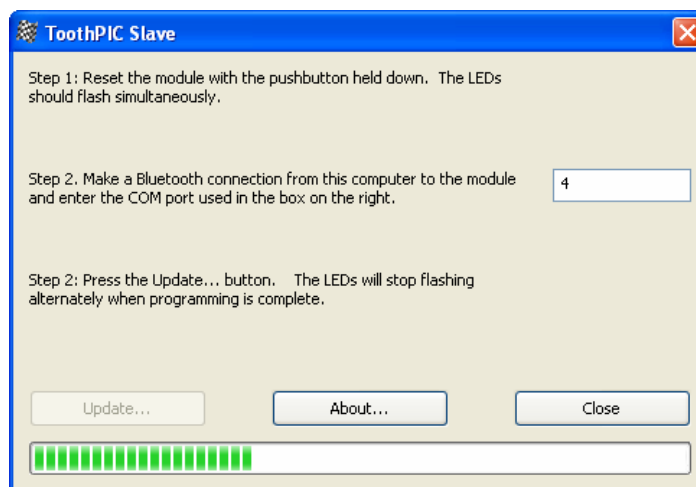 ToothPIC Slave
Step 1: Reset the module with the pushbutton held down.  The LEDs
should flash simultaneously.
Step 2. Make a Bluetooth connection from this computer to the module
and enter the COM port used in the box on the right.
4
Step 2: Press the Update... button.    The LEDs will stop flashing
alternately when programming is complete.
Update...
About...
Close